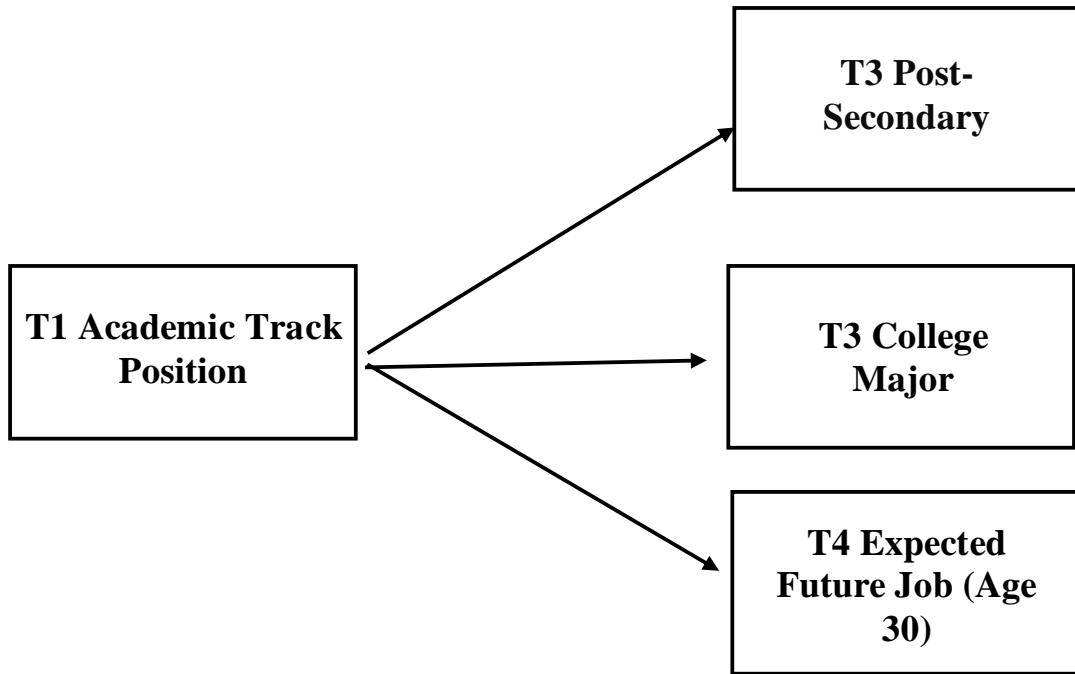 T3 Post-
Secondary
T1 Academic Track
Position
T3 College
Major
T4 Expected
Future Job (Age
30)